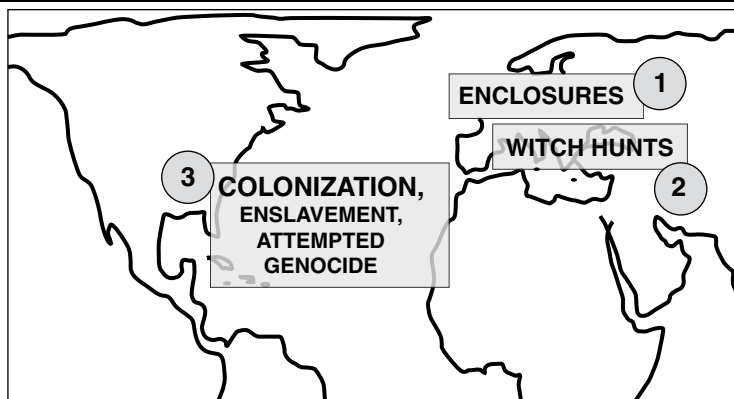 1
ENCLOSURES
WITCH HUNTS
2
3
COLONIZATION,
ENSLAVEMENT,
ATTEMPTED
GENOCIDE